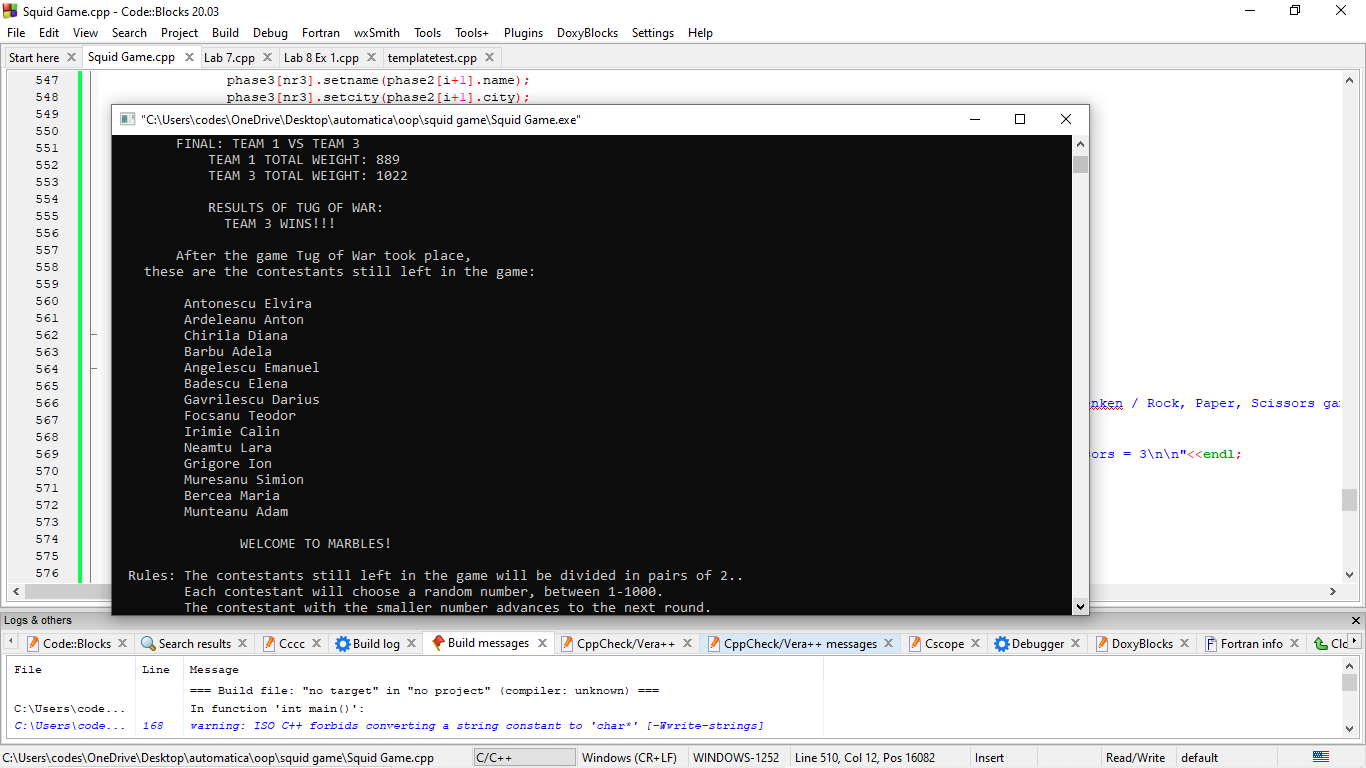 Squid Game.cpp - Code::Blocks 20.03
File Edit View Search Project Build Debug Fortran wxSmith Tools Tools+ Plugins DoxyBlocks Settings Help
Start here Squid Game.cpp Lab 7.cpp Lab 8 Ex 1.cpp templatetest.cpp
547 phase3[nr3].setname(phase2[i+1].name);
548 phase3[nr3].setcity(phase2[i+1].city);
549
550
551
552
553
554
555
556
557
558
559
560
561
562
563
564
565
566 nken / Rock, Paper, Scissors ga
567
568
569 ors = 3\n\n"<<endl;
570
571
572
573
574
575
576
"C:\Users\codes\OneDrive\Desktop\automatica\oop\squid game\Squid Game.exe"
FINAL: TEAM 1 VS TEAM 3
TEAM 1 TOTAL WEIGHT: 889
TEAM 3 TOTAL WEIGHT: 1022
RESULTS OF TUG OF WAR:
TEAM 3 WINS!!!
After the game Tug of War took place,
these are the contestants still left in the game:
Antonescu Elvira
Ardeleanu Anton
Chirila Diana
Barbu Adela
Angelescu Emanuel
Badescu Elena
Gavrilescu Darius
Focsanu Teodor
Irimie Calin
Neamtu Lara
Grigore Ion
Muresanu Simion
Bercea Maria
Munteanu Adam
WELCOME TO MARBLES!
Rules: The contestants still left in the game will be divided in pairs of 2..
Each contestant will choose a random number, between 1-1000.
The contestant with the smaller number advances to the next round.
Logs & others
Code::Blocks Search results Cccc Build log Build messages CppCheck/Vera++ CppCheck/Vera++ messages Cscope Debugger DoxyBlocks Fortran info Clo
File Line Message
=== Build file: "no target" in "no project" (compiler: unknown) ===
C:\Users\code... In function 'int main()':
C:\Users\code... 168 warning: ISO C++ forbids converting a string constant to 'char*' [-Wwrite-strings]
C:\Users\codes\OneDrive\Desktop\automatica\oop\squid game\Squid Game.cpp C/C++ Windows (CR+LF) WINDOWS-1252 Line 510, Col 12, Pos 16082 Insert Read/Write default